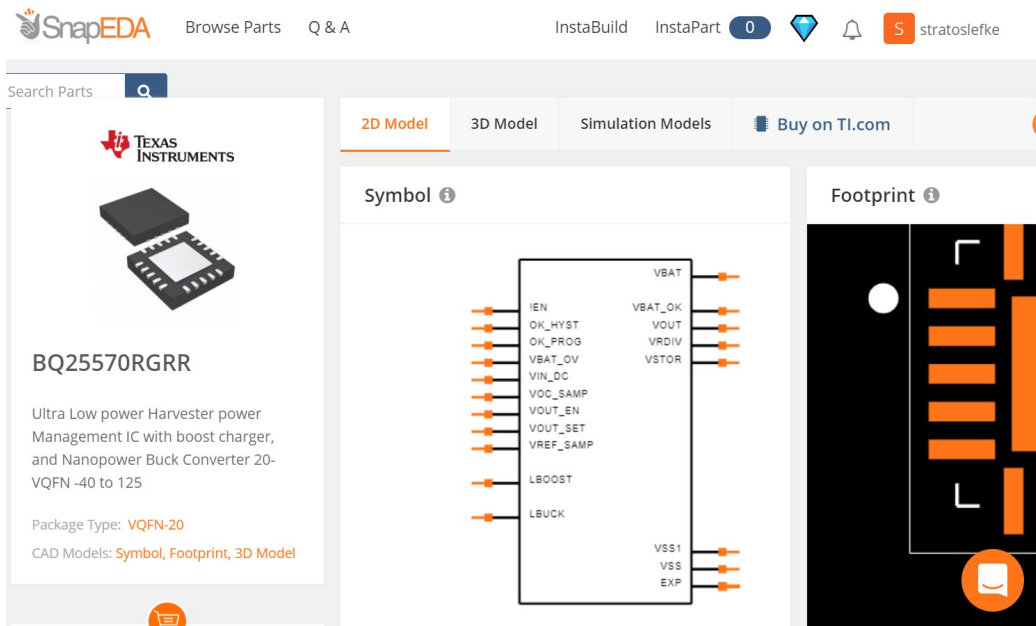 SnapEDA
Browse Parts
Q & A
InstaBuild
InstaPart
0
S
stratoslefke
Search Parts
TEXAS
INSTRUMENTS
BQ25570RGRR
Ultra Low power Harvester power
Management IC with boost charger,
and Nanopower Buck Converter 20-
VQFN -40 to 125
Package Type: VQFN-20
CAD Models: Symbol, Footprint, 3D Model
2D Model
3D Model
Simulation Models
Buy on TI.com
Symbol
Footprint
VBAT
!EN
VBAT_OK
OK_HYST
VOUT
OK_PROG
VRDIV
VBAT_OV
VSTOR
VIN_DC
VOC_SAMP
VOUT_EN
VOUT_SET
VREF_SAMP
LBOOST
LBUCK
VSS1
VSS
EXP